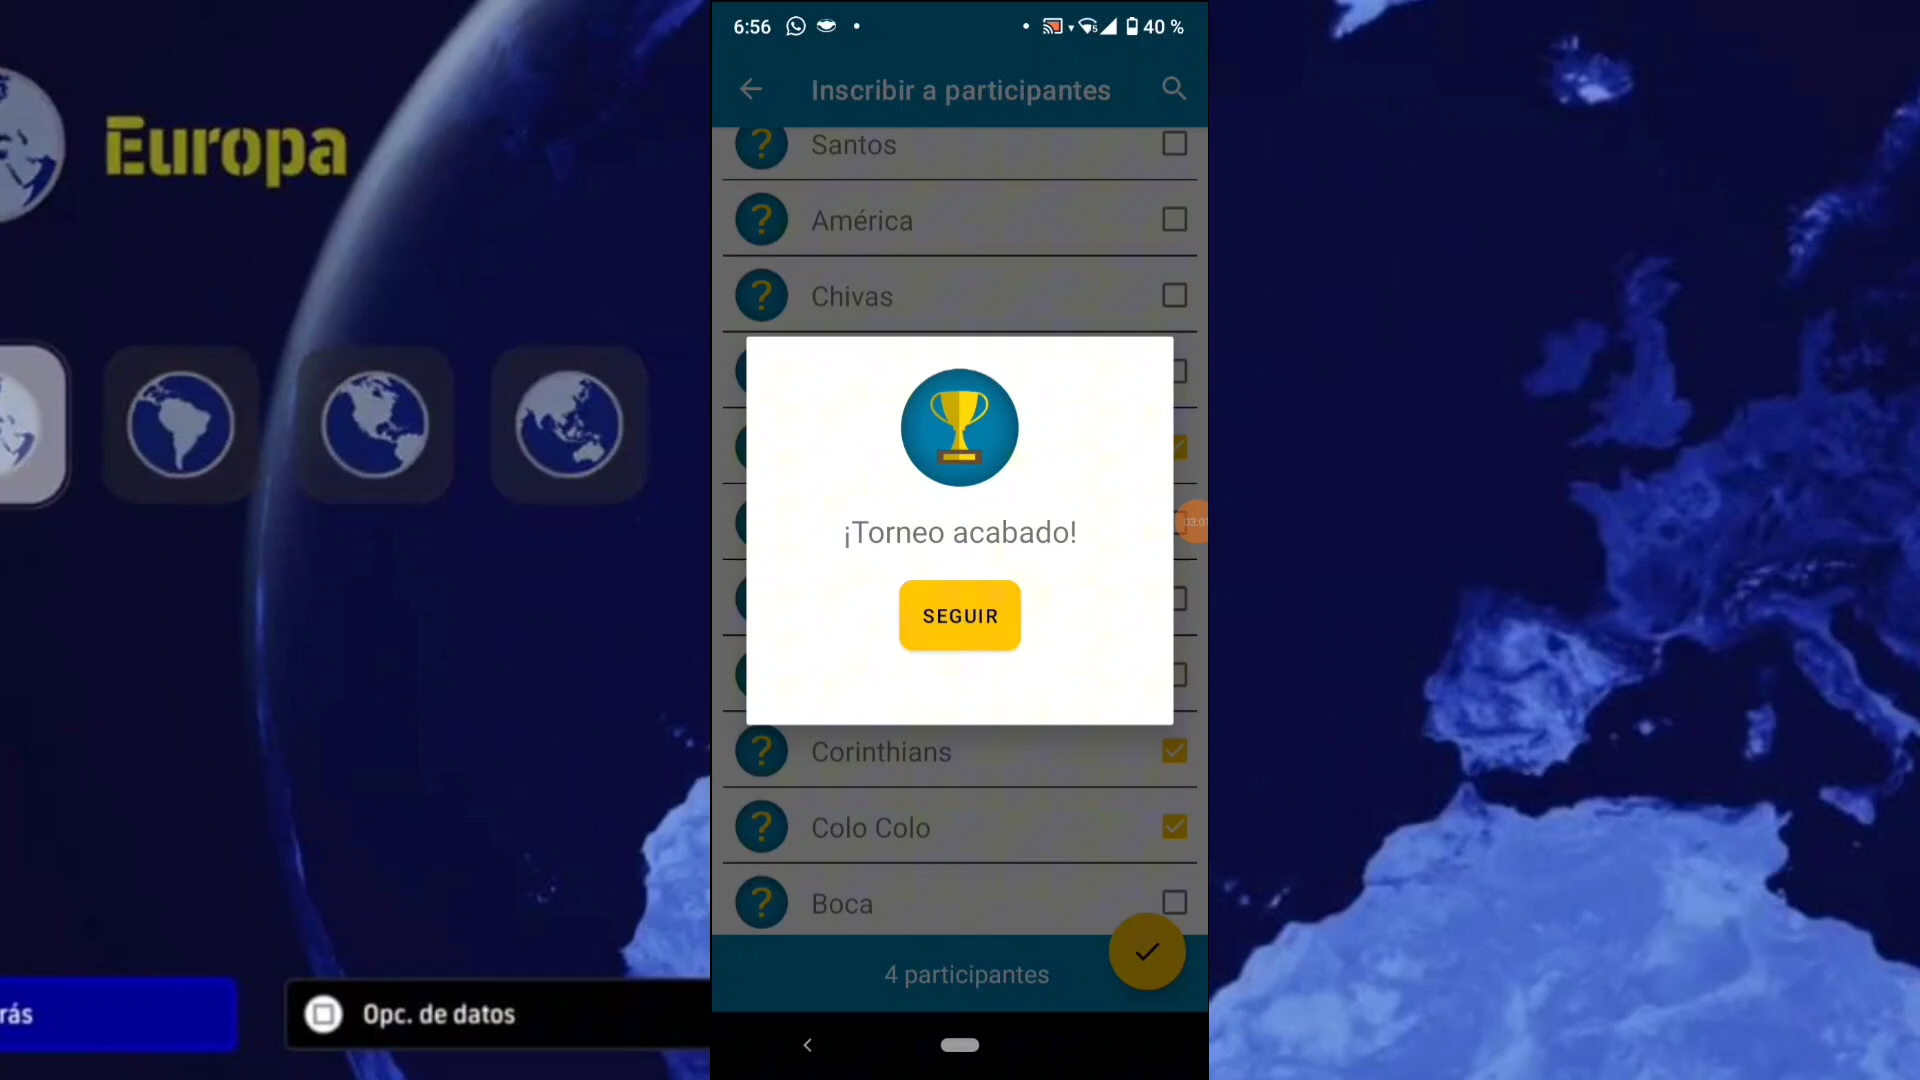 6:56
40 %
Inscribir a participantes
Santos
América
Chivas
¡Torneo acabado!
SEGUIR
Corinthians
Colo Colo
Boca
4 participantes
Europa
rás
Opc. de datos